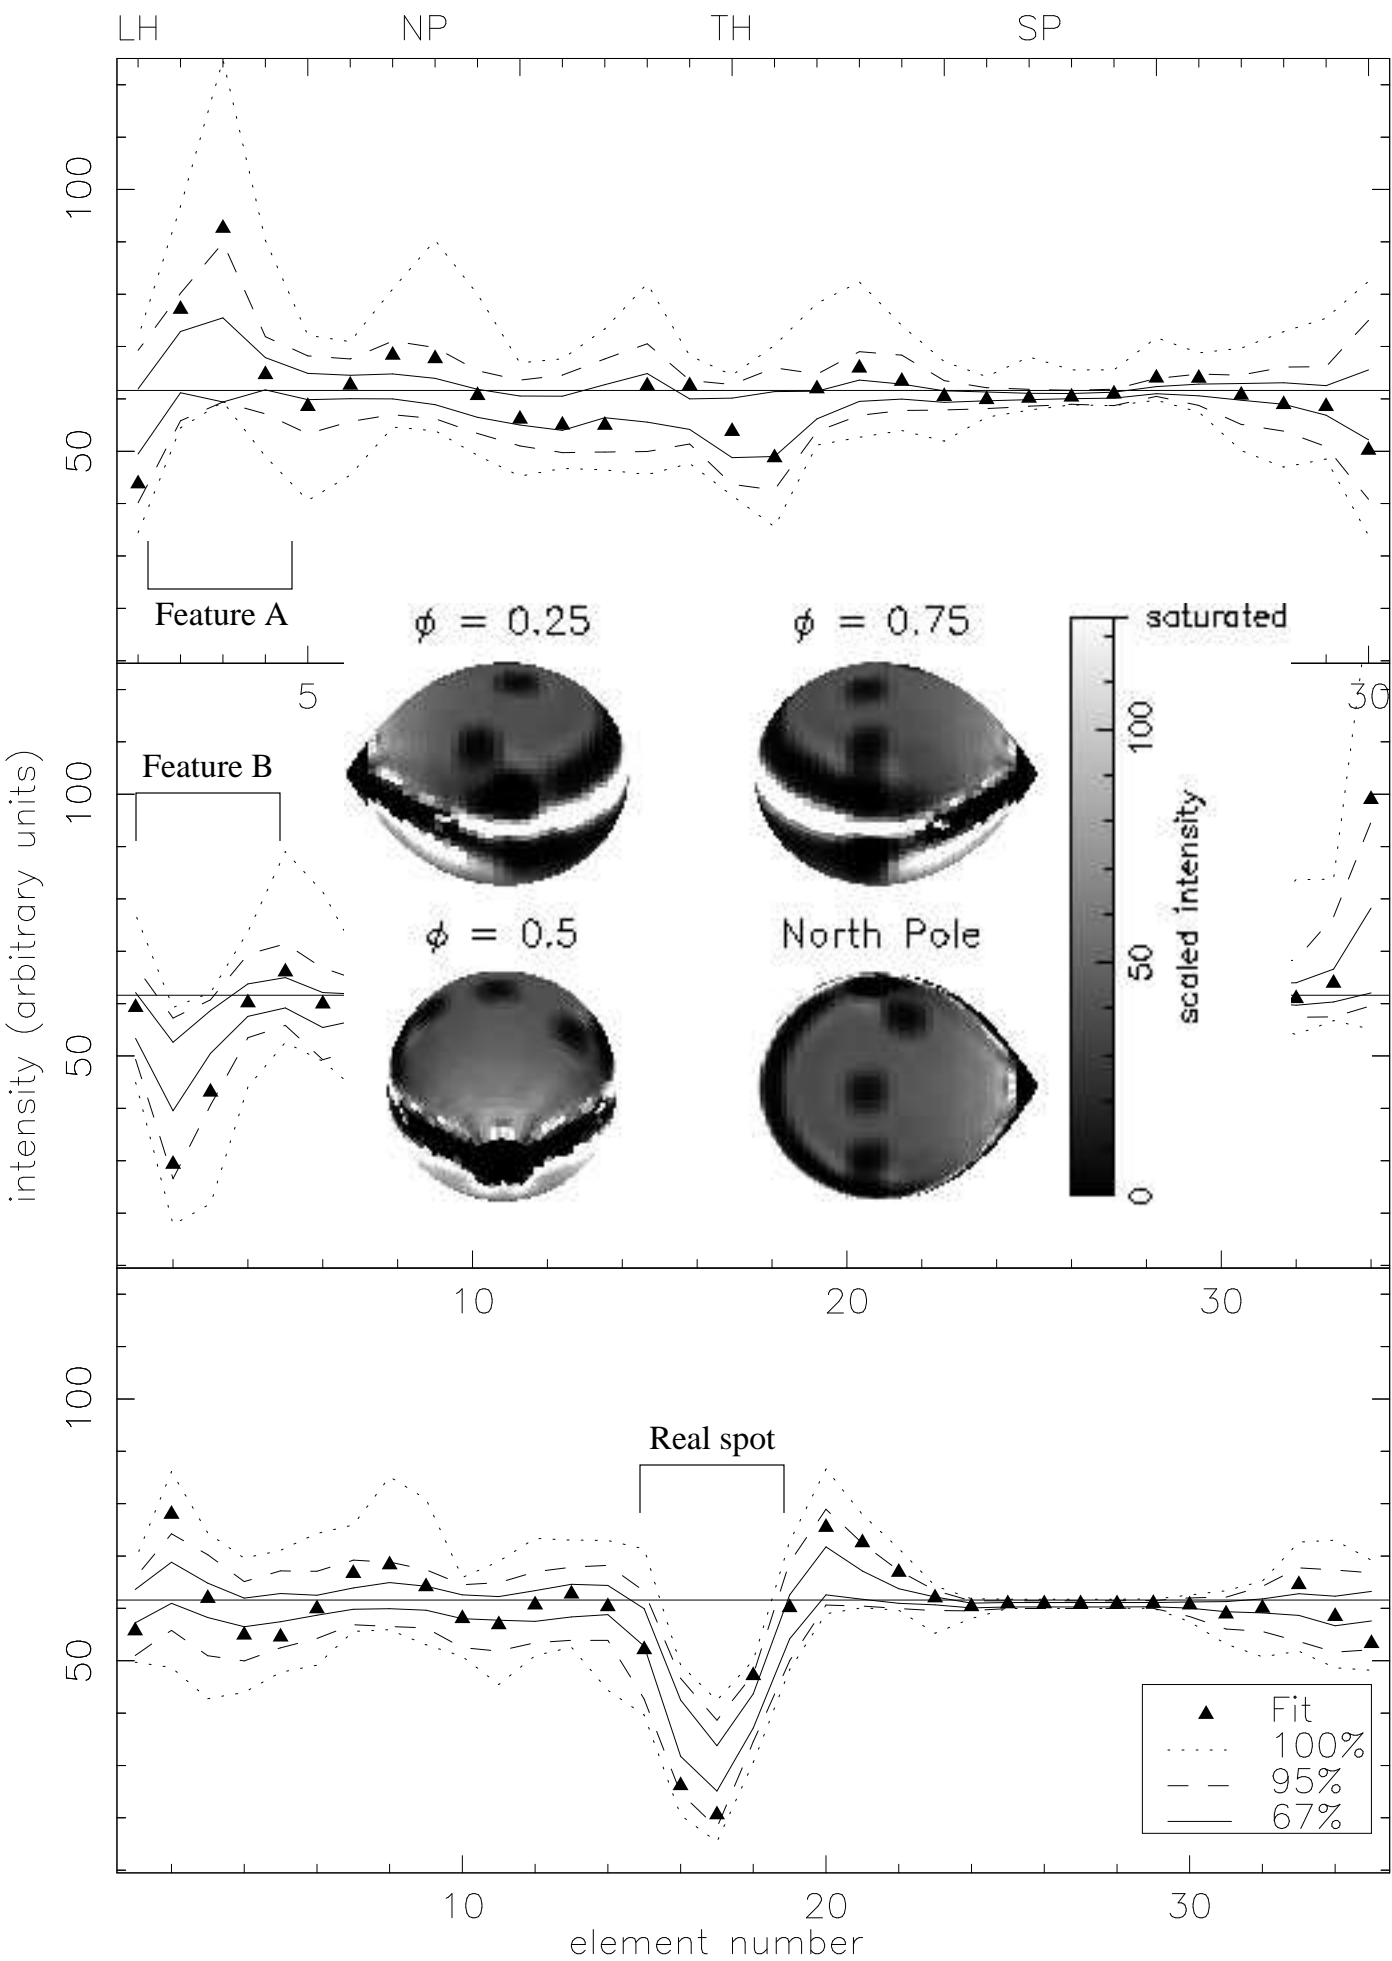 LH NP TH SP
100
50
Feature A
ϕ = 0.25 ϕ = 0.75 saturated
5 30
Feature B
100
50
ϕ = 0.5 North Pole
100
50
0
scaled intensity
intensity (arbitrary units)
10 20 30
100
Real spot
50
Fit
100%
95%
67%
10 20 30
element number